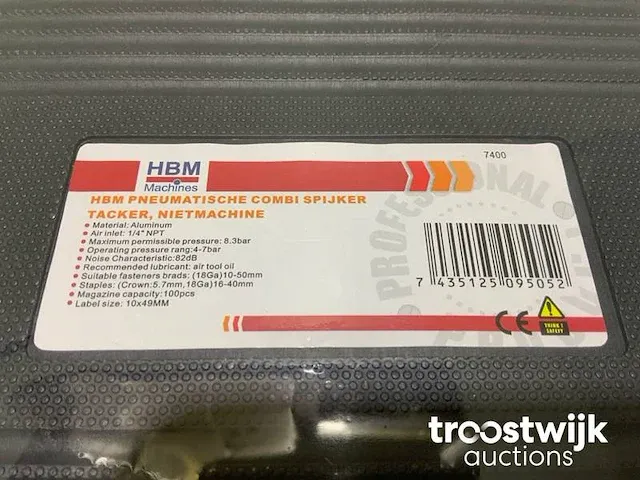 7400
HBM
Machines
HBM PNEUMATISCHE COMBI SPIJKER
TACKER, NIETMACHINE
• Material: Aluminum
• Air inlet: 1/4" NPT
• Maximum permissible pressure: 8.3bar
• Operating pressure rang:4-7bar
• Noise Characteristic:82dB
• Recommended lubricant: air tool oil
• Suitable fasteners brads: (18Ga)10-50mm
• Staples: (Crown:5.7mm,18Ga)16-40mm
• Magazine capacity:100pcs
• Label size: 10x49MM
PROFESSIONAL
7 435125 095052
CE
THINK !
SAFETY
troostwijk
auctions